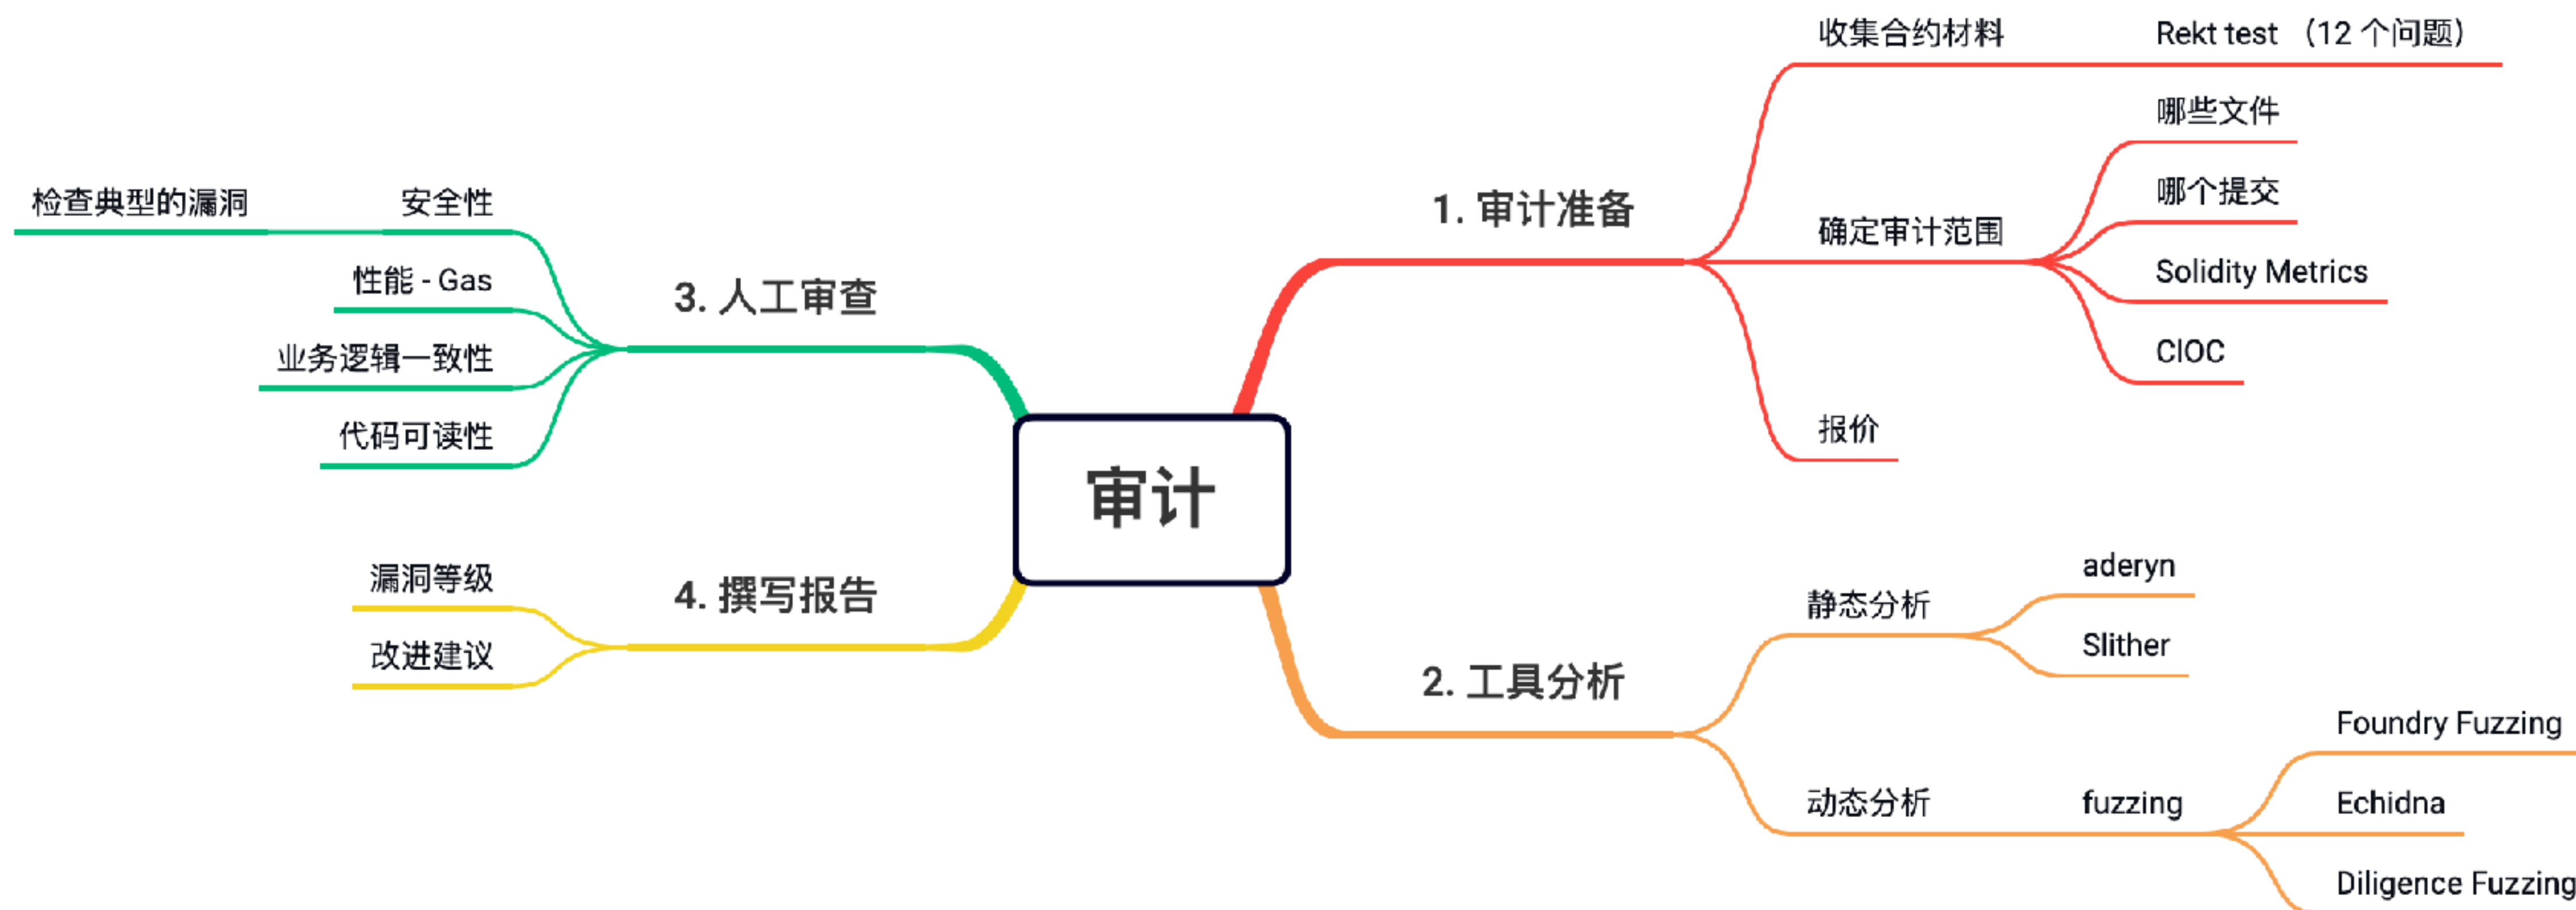 审计
1. 审计准备
收集合约材料
Rekt test （12 个问题）
确定审计范围
哪些文件
哪个提交
Solidity Metrics
ClOC
报价
2. 工具分析
静态分析
aderyn
Slither
动态分析
fuzzing
Foundry Fuzzing
Echidna
Diligence Fuzzing
3. 人工审查
安全性
检查典型的漏洞
性能 - Gas
业务逻辑一致性
代码可读性
4. 撰写报告
漏洞等级
改进建议